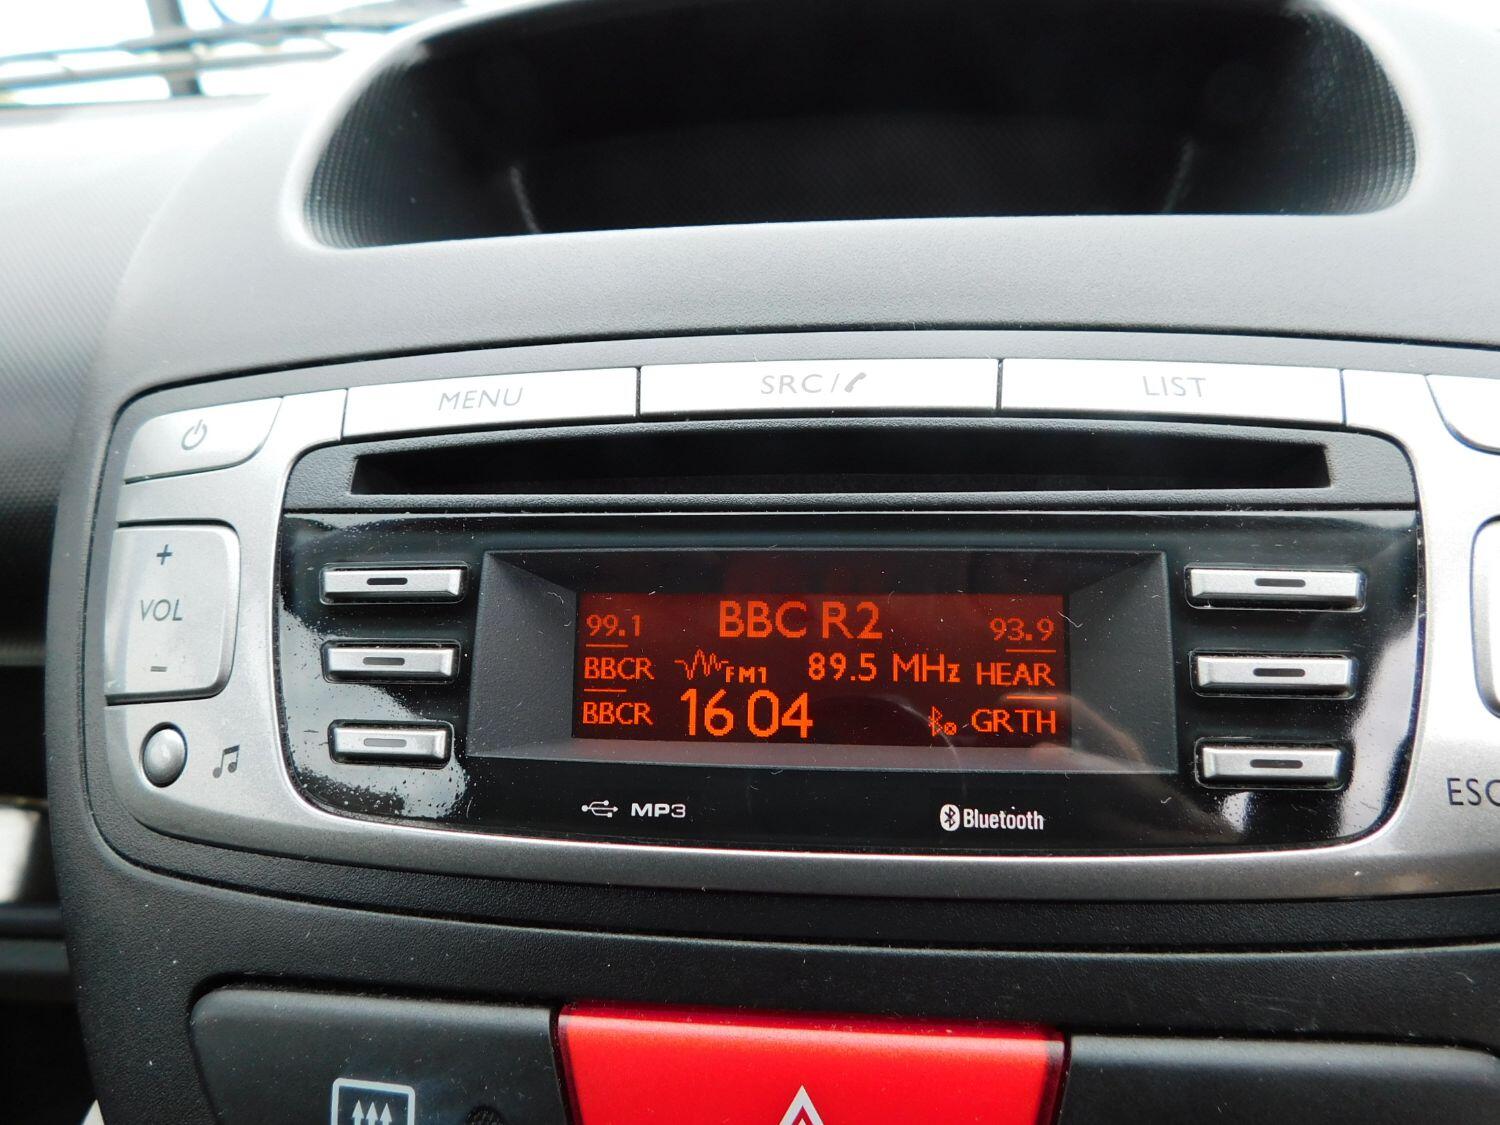 MENU
SRC/
LIST
+
VOL
-
99.1 BBC R2 93.9
BBCR FM1 89.5 MHz HEAR
BBCR 16 04 GRTH
MP3
Bluetooth
ESC